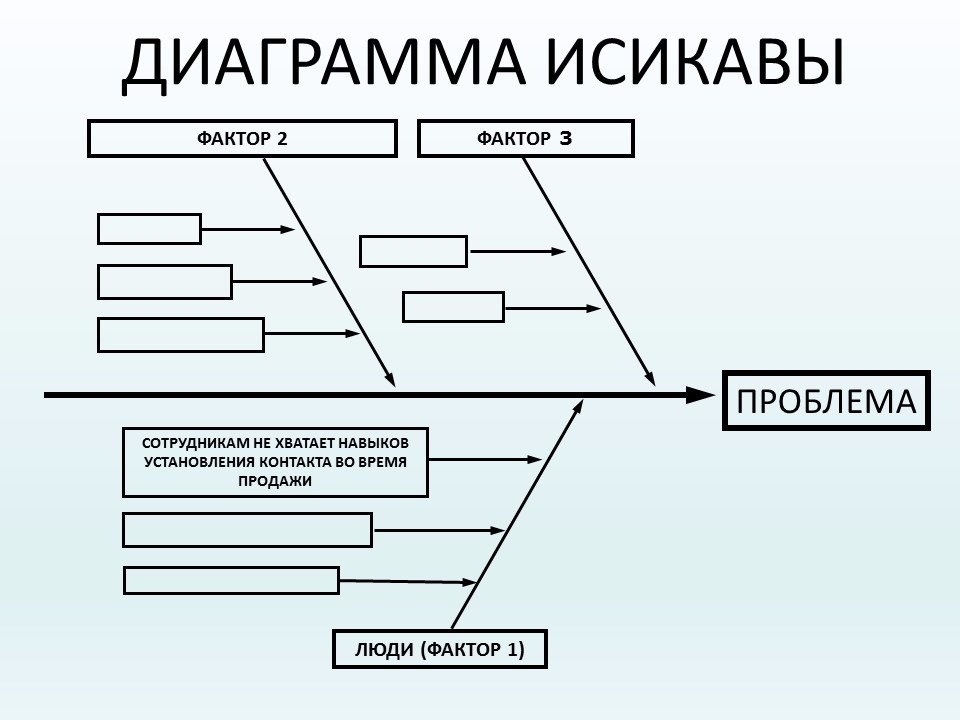 ДИАГРАММА ИСИКАВЫ
ФАКТОР 2
ФАКТОР 3
ПРОБЛЕМА
СОТРУДНИКАМ НЕ ХВАТАЕТ НАВЫКОВ
УСТАНОВЛЕНИЯ КОНТАКТА ВО ВРЕМЯ
ПРОДАЖИ
ЛЮДИ (ФАКТОР 1)